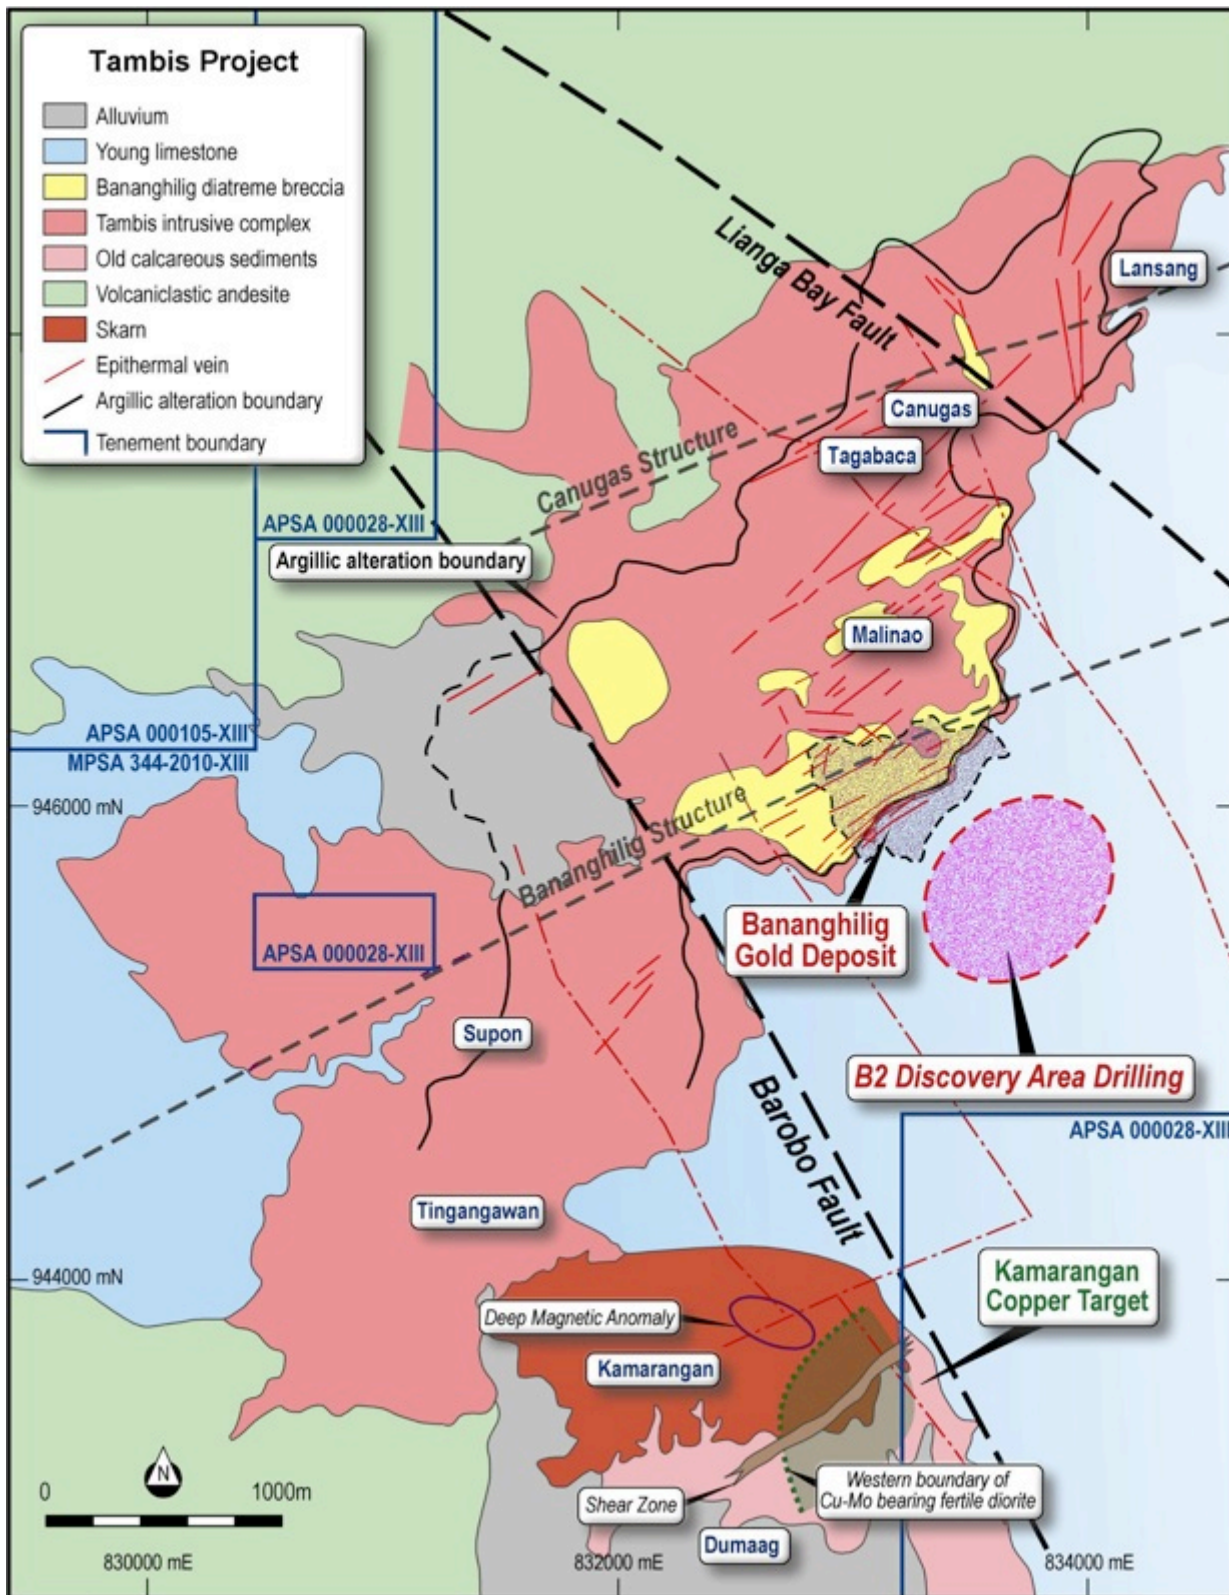 Tambis Project
Alluvium
Young limestone
Bananghilig diatreme breccia
Tambis intrusive complex
Old calcareous sediments
Volcaniclastic andesite
Skarn
Epithermal vein
Argillic alteration boundary
Tenement boundary
Lianga Bay Fault
Lansang
Canugas
Canugas Structure
Tagabaca
APSA 000028-XIII
Argillic alteration boundary
Malinao
APSA 000105-XIII
MPSA 344-2010-XIII
946000 mN
Bananghilig Structure
Bananghilig
Gold Deposit
APSA 000028-XIII
Supon
B2 Discovery Area Drilling
APSA 000028-XIII
Barobo Fault
Tingangawan
944000 mN
Kamarangan
Copper Target
Deep Magnetic Anomaly
Kamarangan
N
0 1000m
Western boundary of
Cu-Mo bearing fertile diorite
Shear Zone
Dumaag
830000 mE 832000 mE 834000 mE